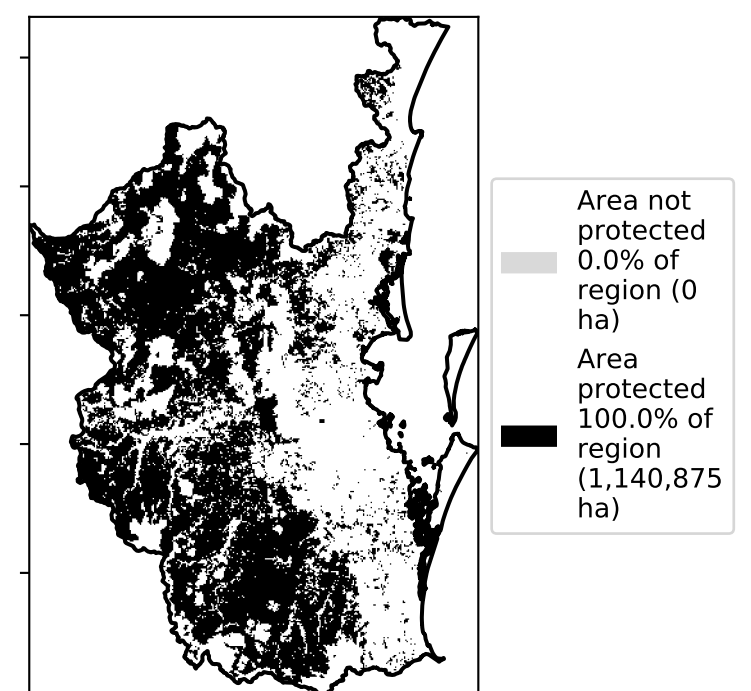 Area not
protected
0.0% of
region (0
ha)
Area
protected
100.0% of
region
(1,140,875
ha)